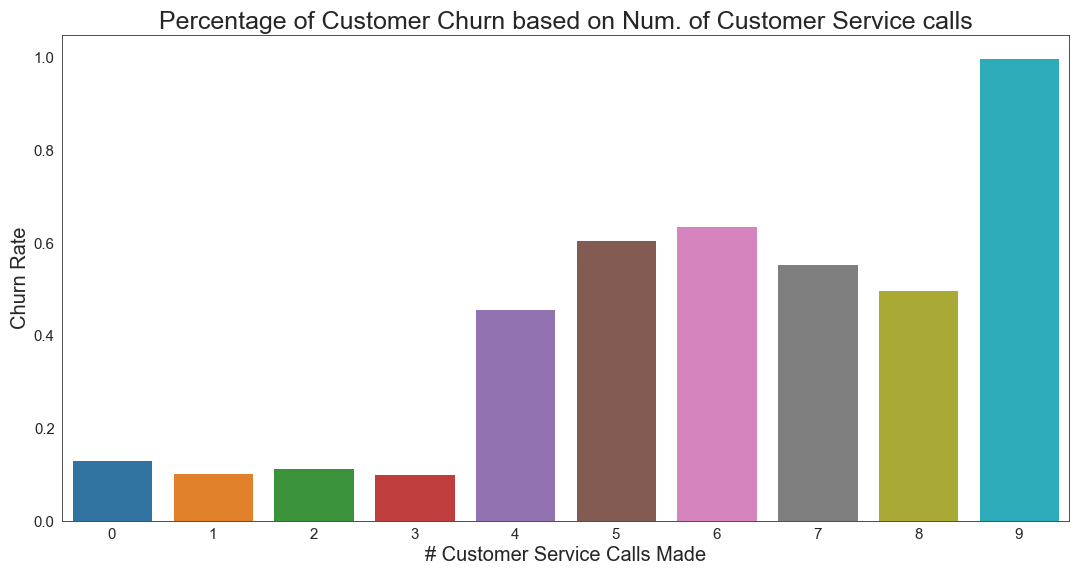 Percentage of Customer Churn based on Num. of Customer Service calls
1.0
0.8
0.6
0.4
0.2
0.0
Churn Rate
0 1 2 3 4 5 6 7 8 9
# Customer Service Calls Made